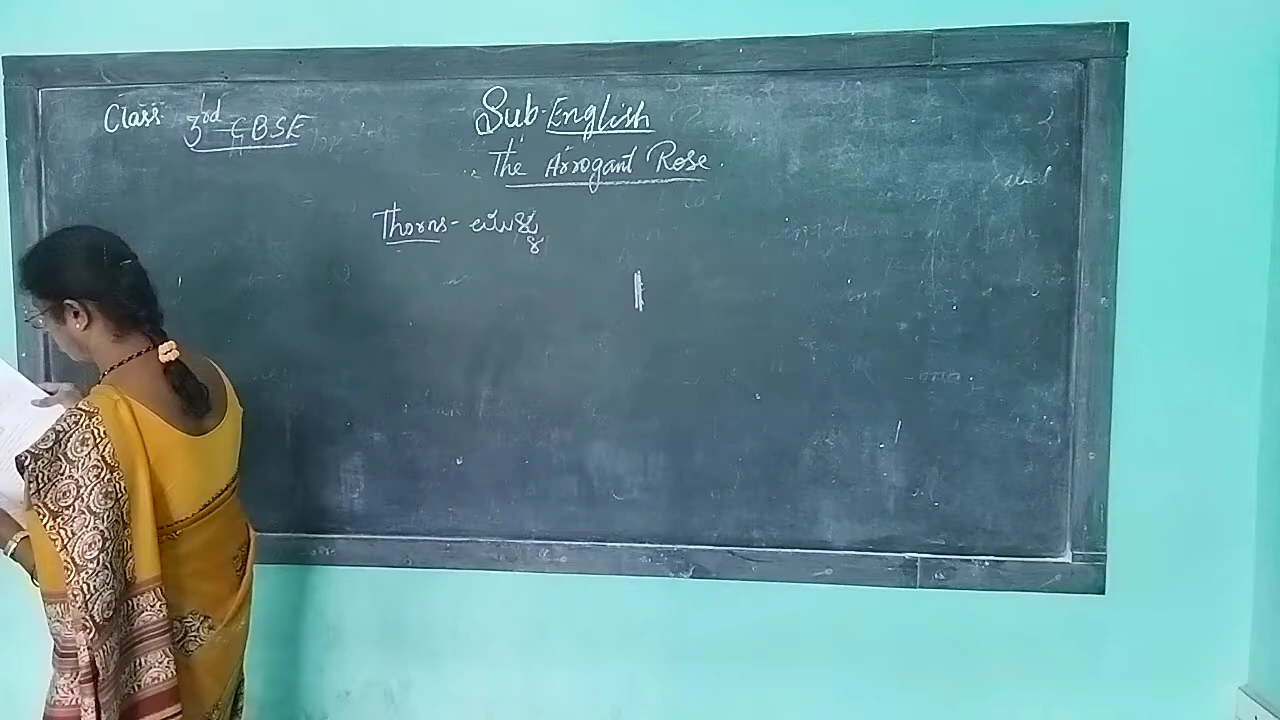 Class: 3rd CBSE
Sub-English
The Arrogant Rose.
Thorns-